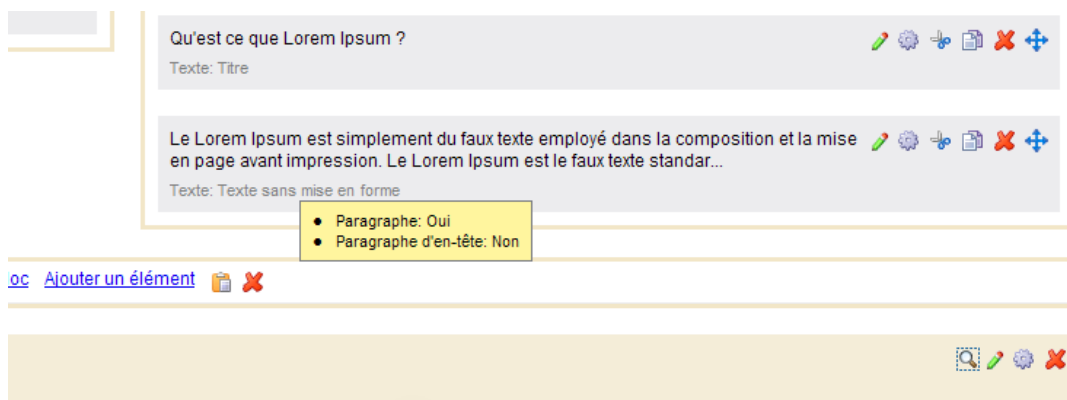 Qu'est ce que Lorem Ipsum ?
Texte: Titre
Le Lorem Ipsum est simplement du faux texte employé dans la composition et la mise
en page avant impression. Le Lorem Ipsum est le faux texte standar...
Texte: Texte sans mise en forme
Paragraphe: Oui
Paragraphe d'en-tête: Non
loc Ajouter un élément